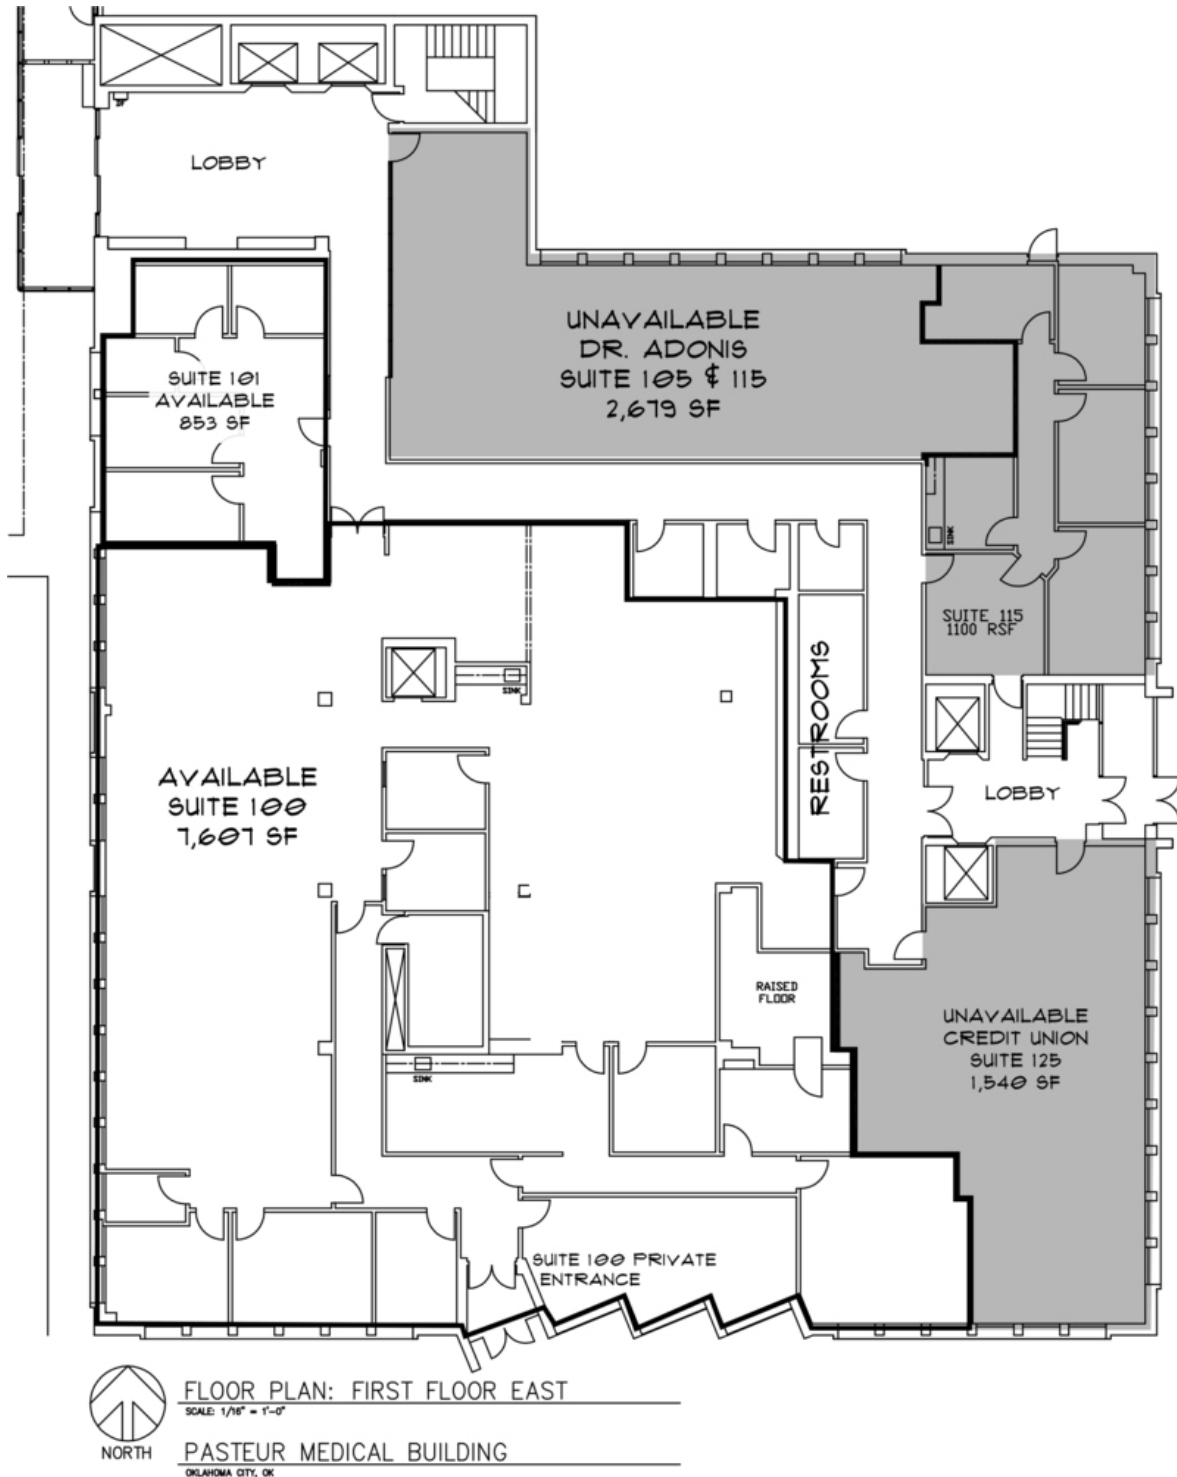 DF
LOBBY
UNAVAILABLE
DR. ADONIS
SUITE 105 & 115
2,679 SF
SUITE 101
AVAILABLE
853 SF
SINK
SUITE 115
1100 RSF
SINK
RESTROOMS
AVAILABLE
SUITE 100
7,607 SF
LOBBY
RAISED
FLOOR
UNAVAILABLE
CREDIT UNION
SUITE 125
1,540 SF
SINK
SUITE 100 PRIVATE
ENTRANCE
NORTH
FLOOR PLAN: FIRST FLOOR EAST
SCALE: 1/16" = 1'-0"
PASTEUR MEDICAL BUILDING
OKLAHOMA CITY, OK